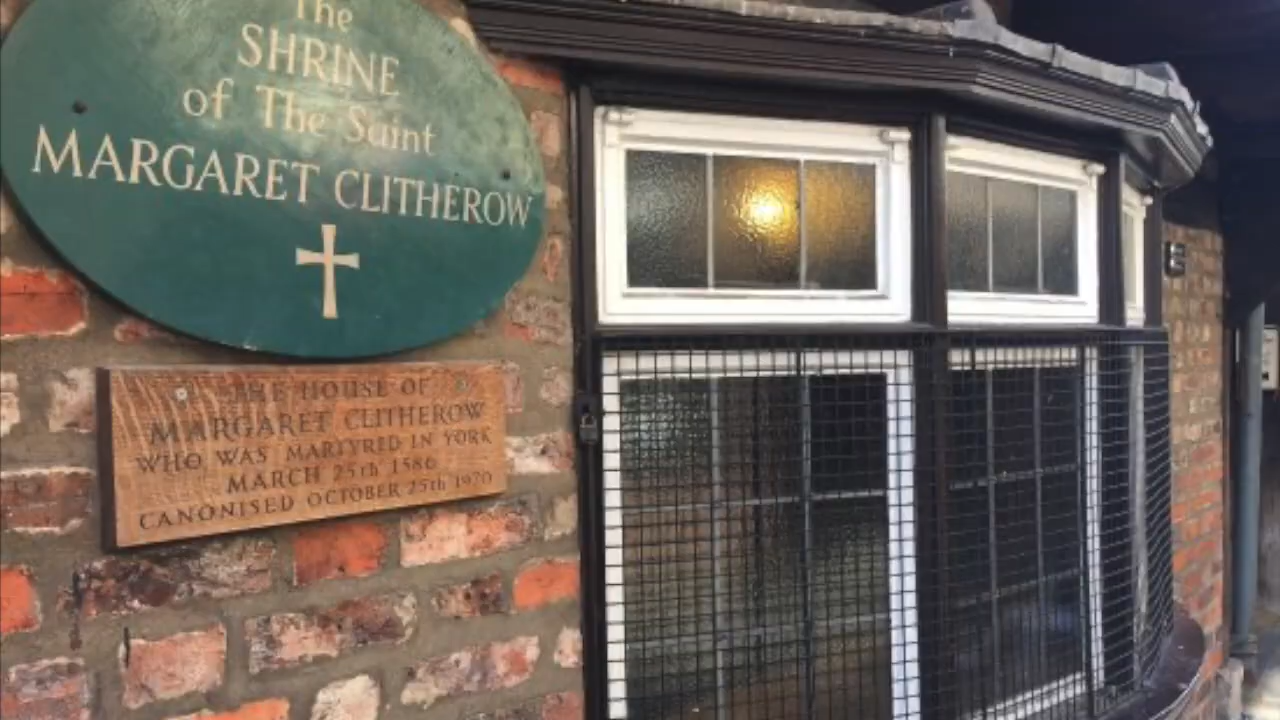 The
SHRINE
of The Saint
MARGARET CLITHEROW
THE HOUSE OF
MARGARET CLITHEROW
WHO WAS MARTYRED IN YORK
MARCH 25th 1586
CANONISED OCTOBER 25th 1970